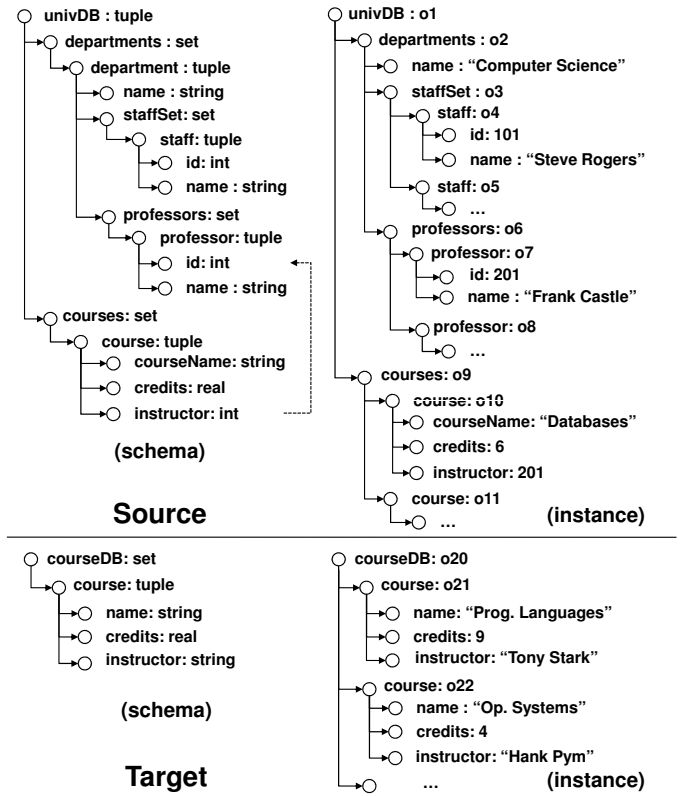 univDB : tuple
departments : set
department : tuple
name : string
staffSet: set
staff: tuple
id: int
name : string
professors: set
professor: tuple
id: int
name : string
courses: set
course: tuple
courseName: string
credits: real
instructor: int
(schema)
Source
univDB : o1
departments : o2
name : “Computer Science”
staffSet : o3
staff: o4
id: 101
name : “Steve Rogers”
staff: o5
...
professors: o6
professor: o7
id: 201
name : “Frank Castle”
professor: o8
...
courses: o9
course: o10
courseName: “Databases”
credits: 6
instructor: 201
course: o11
...
(instance)
courseDB: set
course: tuple
name: string
credits: real
instructor: string
(schema)
Target
courseDB: o20
course: o21
name: “Prog. Languages”
credits: 9
instructor: “Tony Stark”
course: o22
name : “Op. Systems”
credits: 4
instructor: “Hank Pym”
...
(instance)